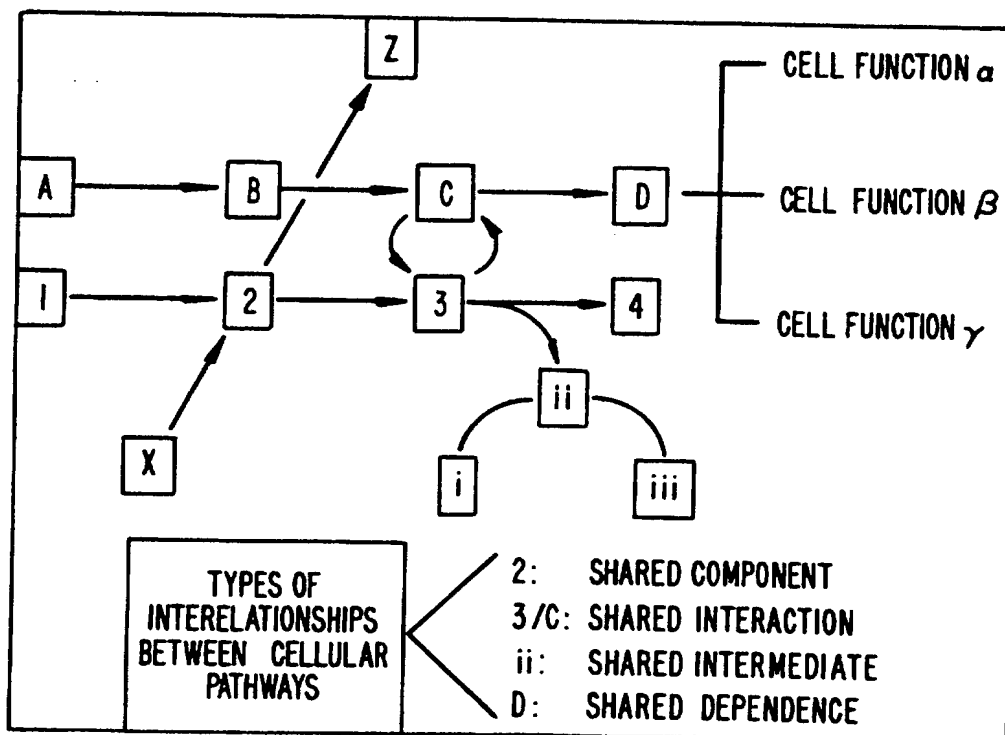 Z
CELL FUNCTION α
A
B
C
D
CELL FUNCTION β
1
2
3
4
CELL FUNCTION γ
ii
X
i
iii
TYPES OF
INTERELATIONSHIPS
BETWEEN CELLULAR
PATHWAYS
2: SHARED COMPONENT
3/C: SHARED INTERACTION
ii: SHARED INTERMEDIATE
D: SHARED DEPENDENCE